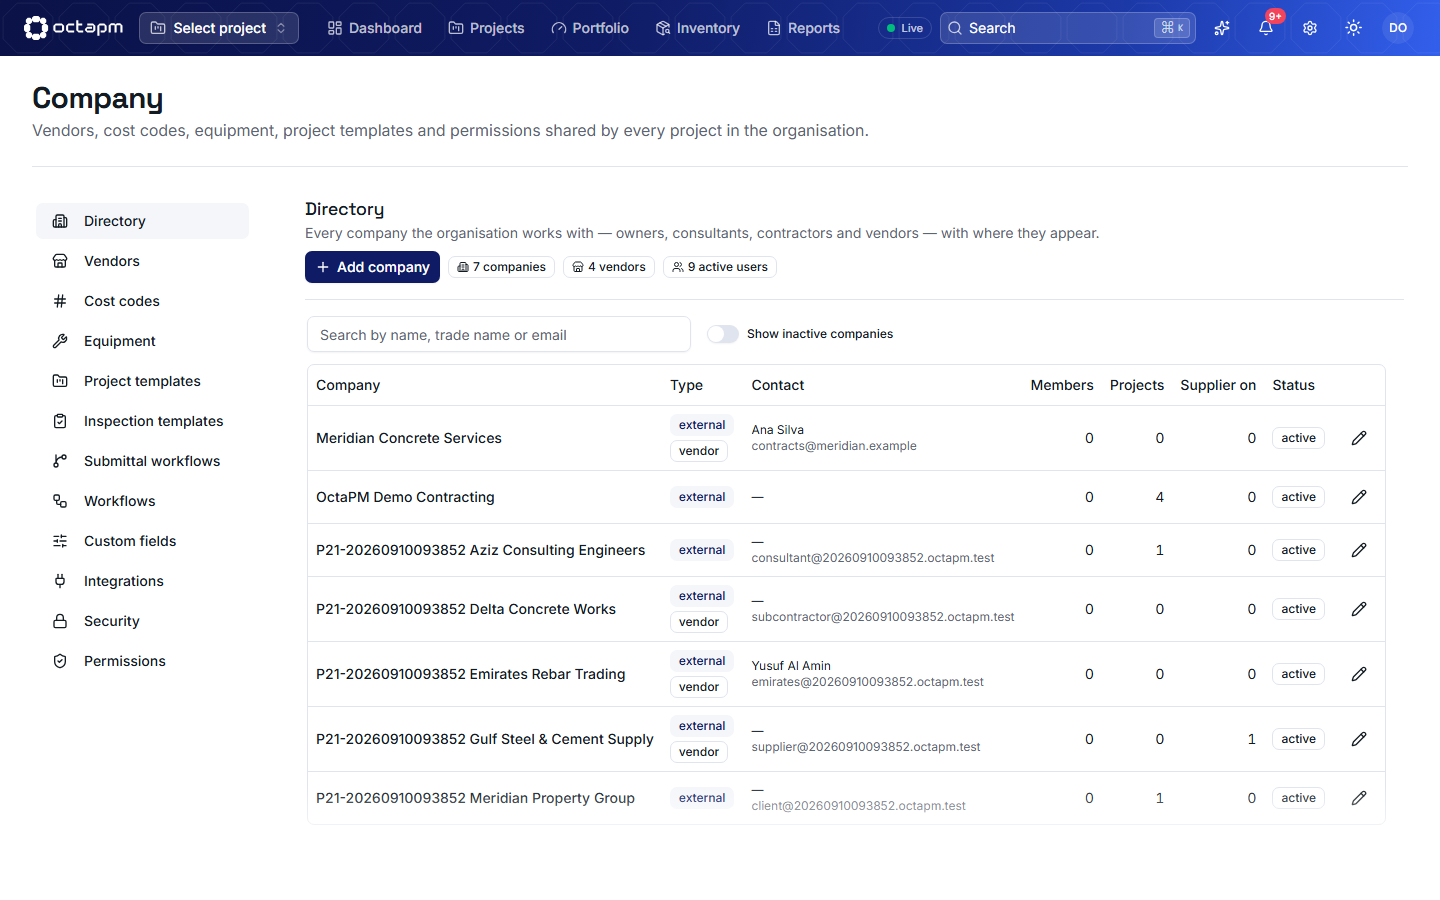 octapm
Select project
Dashboard
Projects
Portfolio
Inventory
Reports
Live
Search
⌘ K
9+
DO
Company
Vendors, cost codes, equipment, project templates and permissions shared by every project in the organisation.
Directory
Vendors
Cost codes
Equipment
Project templates
Inspection templates
Submittal workflows
Workflows
Custom fields
Integrations
Security
Permissions
Directory
Every company the organisation works with — owners, consultants, contractors and vendors — with where they appear.
+ Add company
7 companies
4 vendors
9 active users
Search by name, trade name or email
Show inactive companies
Company Type Contact Members Projects Supplier on Status
Meridian Concrete Services external vendor Ana Silva contracts@meridian.example 0 0 0 active
OctaPM Demo Contracting external — 0 4 0 active
P21-20260910093852 Aziz Consulting Engineers external — consultant@20260910093852.octapm.test 0 1 0 active
P21-20260910093852 Delta Concrete Works external vendor — subcontractor@20260910093852.octapm.test 0 0 0 active
P21-20260910093852 Emirates Rebar Trading external vendor Yusuf Al Amin emirates@20260910093852.octapm.test 0 0 0 active
P21-20260910093852 Gulf Steel & Cement Supply external vendor — supplier@20260910093852.octapm.test 0 0 1 active
P21-20260910093852 Meridian Property Group external — client@20260910093852.octapm.test 0 1 0 active